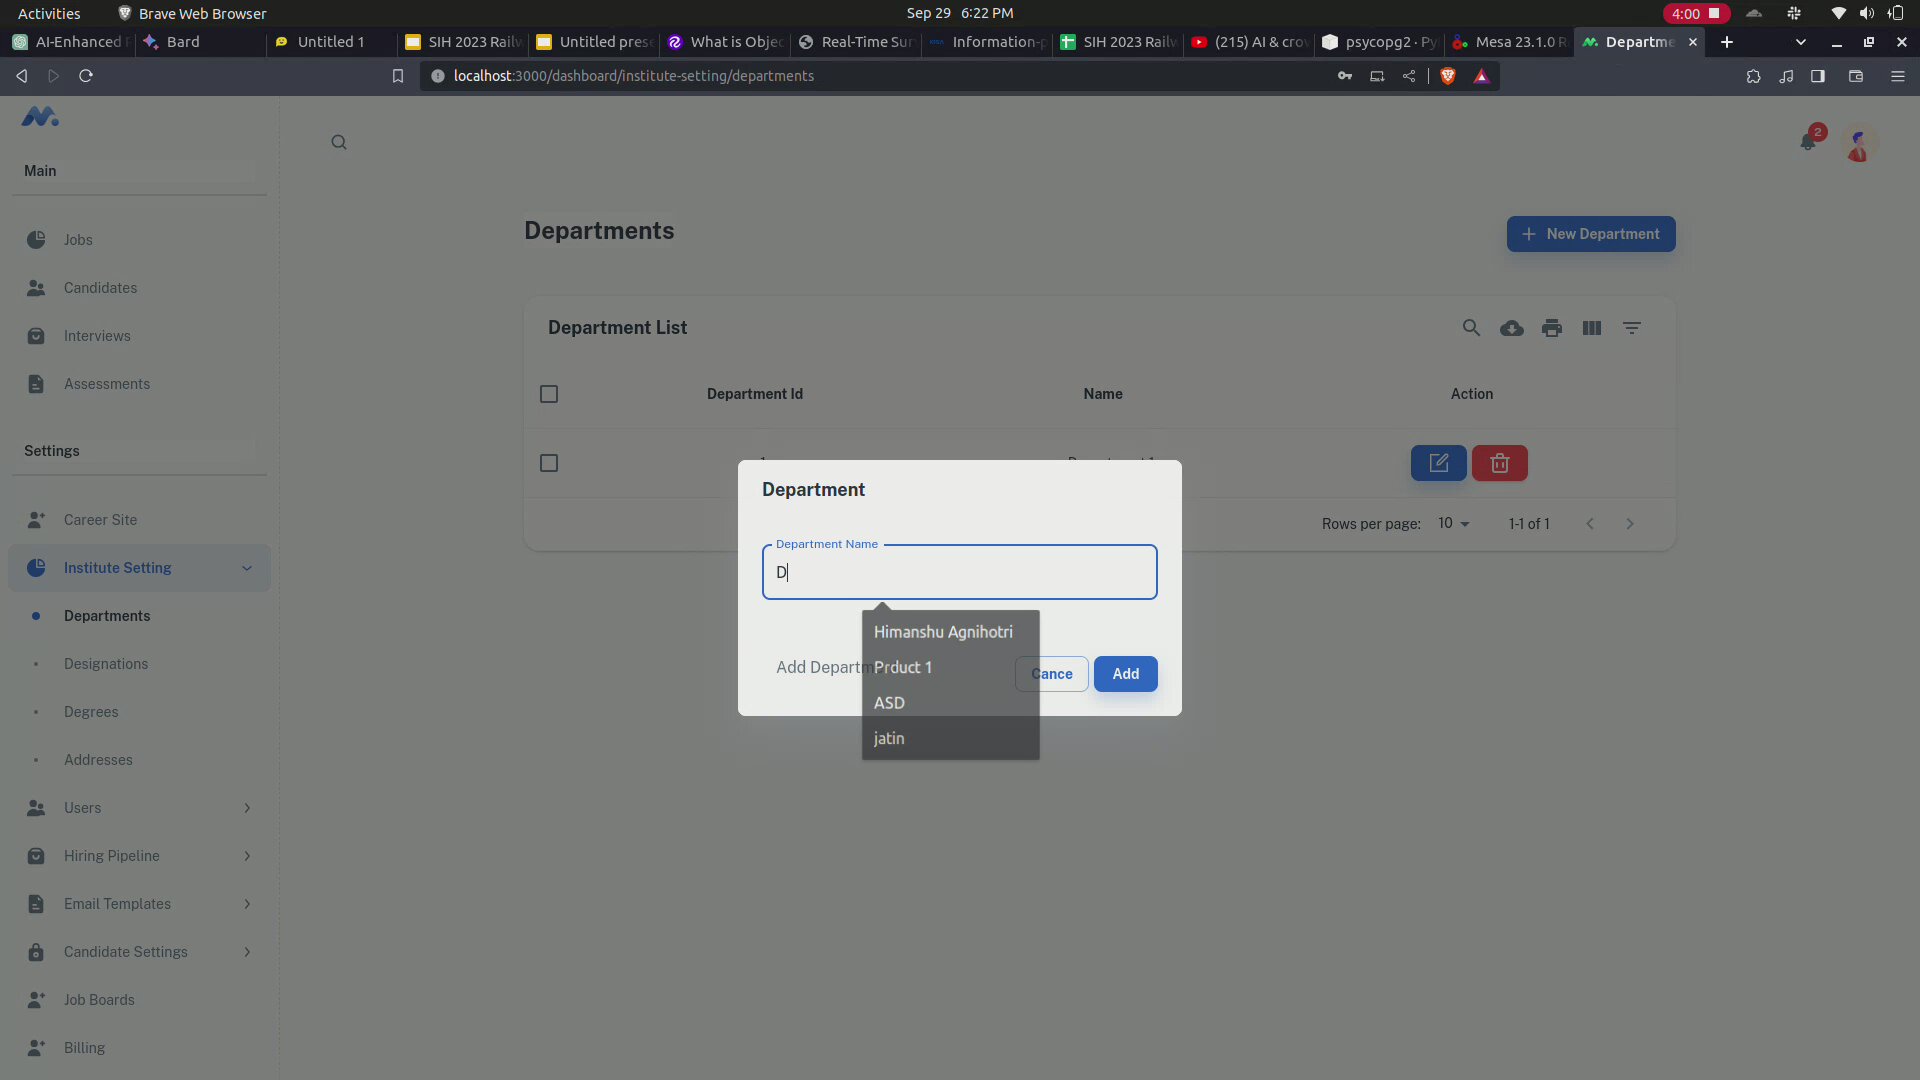 Activities
Brave Web Browser
Sep 29 6:22 PM
4:00
AI-Enhanced
Bard
Untitled 1
SIH 2023 Railw
Untitled prese
What is Objec
Real-Time Sur
Information-p
SIH 2023 Railw
(215) AI & crow
psycopg2 · Py
Mesa 23.1.0 R
Departme
localhost:3000/dashboard/institute-setting/departments
2
Main
Jobs
Candidates
Interviews
Assessments
Settings
Career Site
Institute Setting
Departments
Designations
Degrees
Addresses
Users
Hiring Pipeline
Email Templates
Candidate Settings
Job Boards
Billing
Departments
New Department
Department List
Department Id
Name
Action
Rows per page:
10
1-1 of 1
Department
Department Name
D
Himanshu Agnihotri
Prduct 1
ASD
jatin
Add Departm
Cance
Add